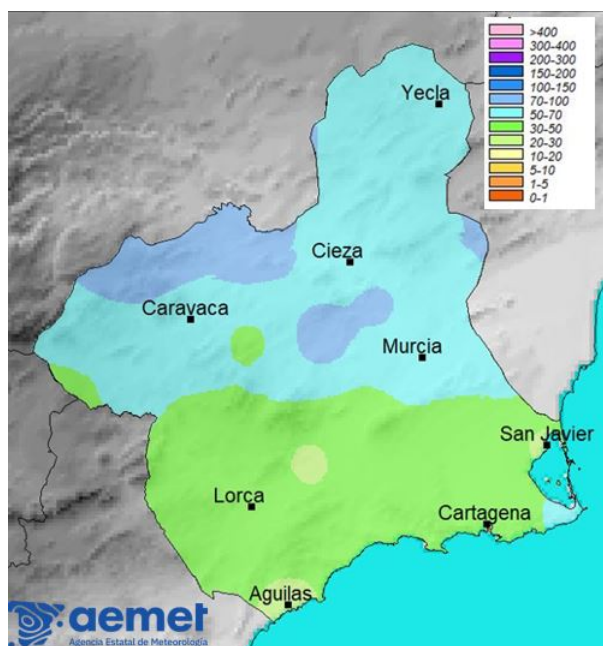 >400
300-400
200-300
150-200
100-150
70-100
50-70
30-50
20-30
10-20
5-10
1-5
0-1
Yecla
Cieza
Caravaca
Murcia
San Javier
Lorca
Cartagena
Aguilas
aemet
Agencia Estatal de Meteorología